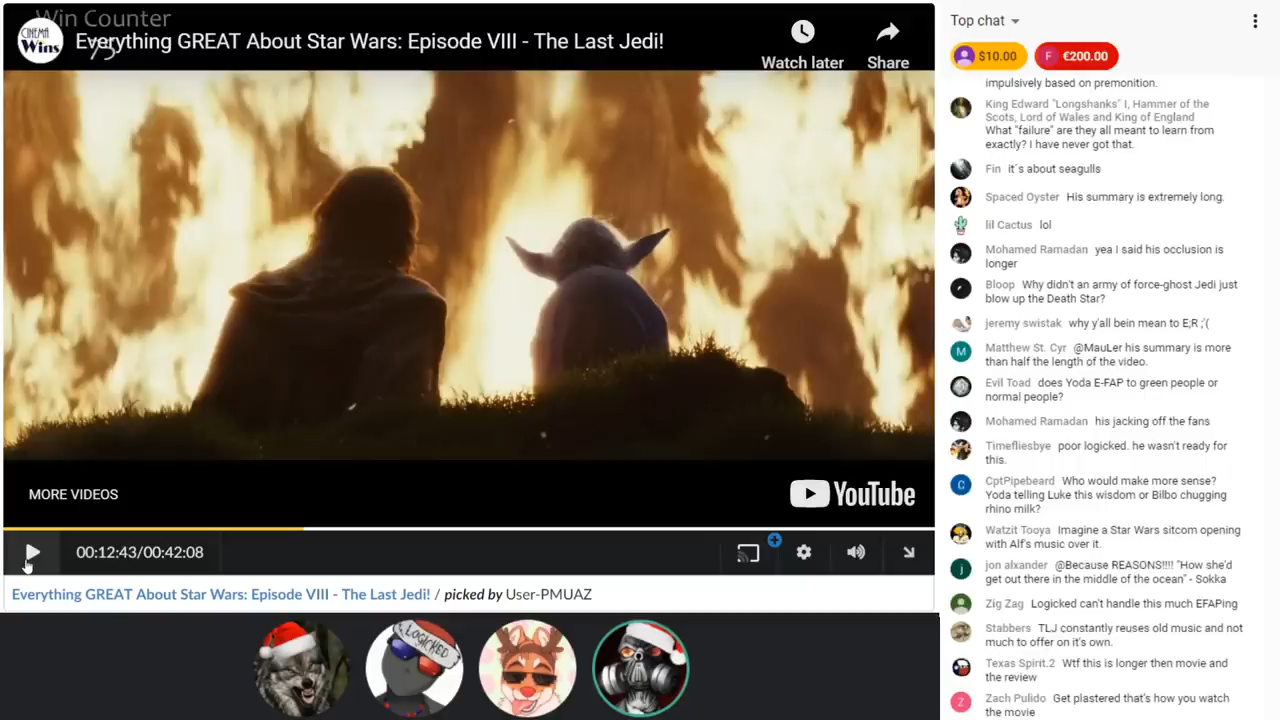 Win Counter
75
CINEMA
Wins
Everything GREAT About Star Wars: Episode VIII - The Last Jedi!
Watch later
Share
MORE VIDEOS
YouTube
00:12:43/00:42:08
Everything GREAT About Star Wars: Episode VIII - The Last Jedi! / picked by User-PMUAZ
LOGICKED
Top chat
$10.00
F €200.00
impulsively based on premonition.
King Edward "Longshanks" I, Hammer of the
Scots, Lord of Wales and King of England
What "failure" are they all meant to learn from
exactly? I have never got that.
Fin it´s about seagulls
Spaced Oyster His summary is extremely long.
lil Cactus lol
Mohamed Ramadan yea I said his occlusion is
longer
Bloop Why didn't an army of force-ghost Jedi just
blow up the Death Star?
jeremy swistak why y'all bein mean to E;R ;'(
M
Matthew St. Cyr @MauLer his summary is more
than half the length of the video.
Evil Toad does Yoda E-FAP to green people or
normal people?
Mohamed Ramadan his jacking off the fans
Timefliesbye poor logicked. he wasn't ready for
this.
C
CptPipebeard Who would make more sense?
Yoda telling Luke this wisdom or Bilbo chugging
rhino milk?
Watzit Tooya Imagine a Star Wars sitcom opening
with Alf's music over it.
j
jon alxander @Because REASONS!!!! "How she'd
get out there in the middle of the ocean" - Sokka
Zig Zag Logicked can't handle this much EFAPing
Stabbers TLJ constantly reuses old music and not
much to offer on it's own.
Texas Spirit.2 Wtf this is longer then movie and
the review
Z
Zach Pulido Get plastered that's how you watch
the movie